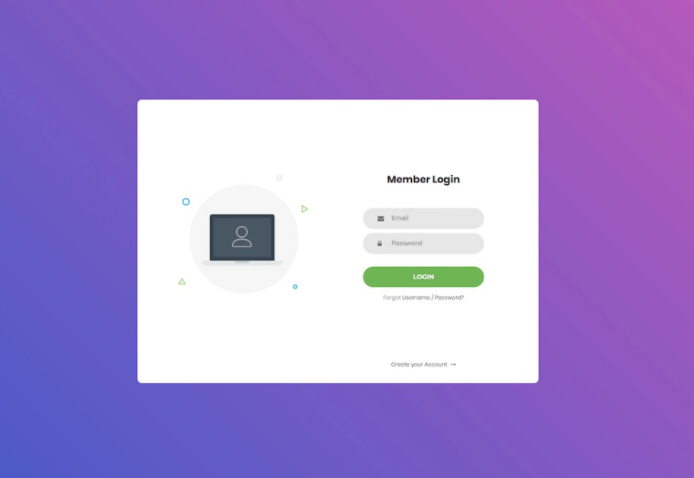 Member Login
Email
Password
LOGIN
Forgot Username / Password?
Create your Account →